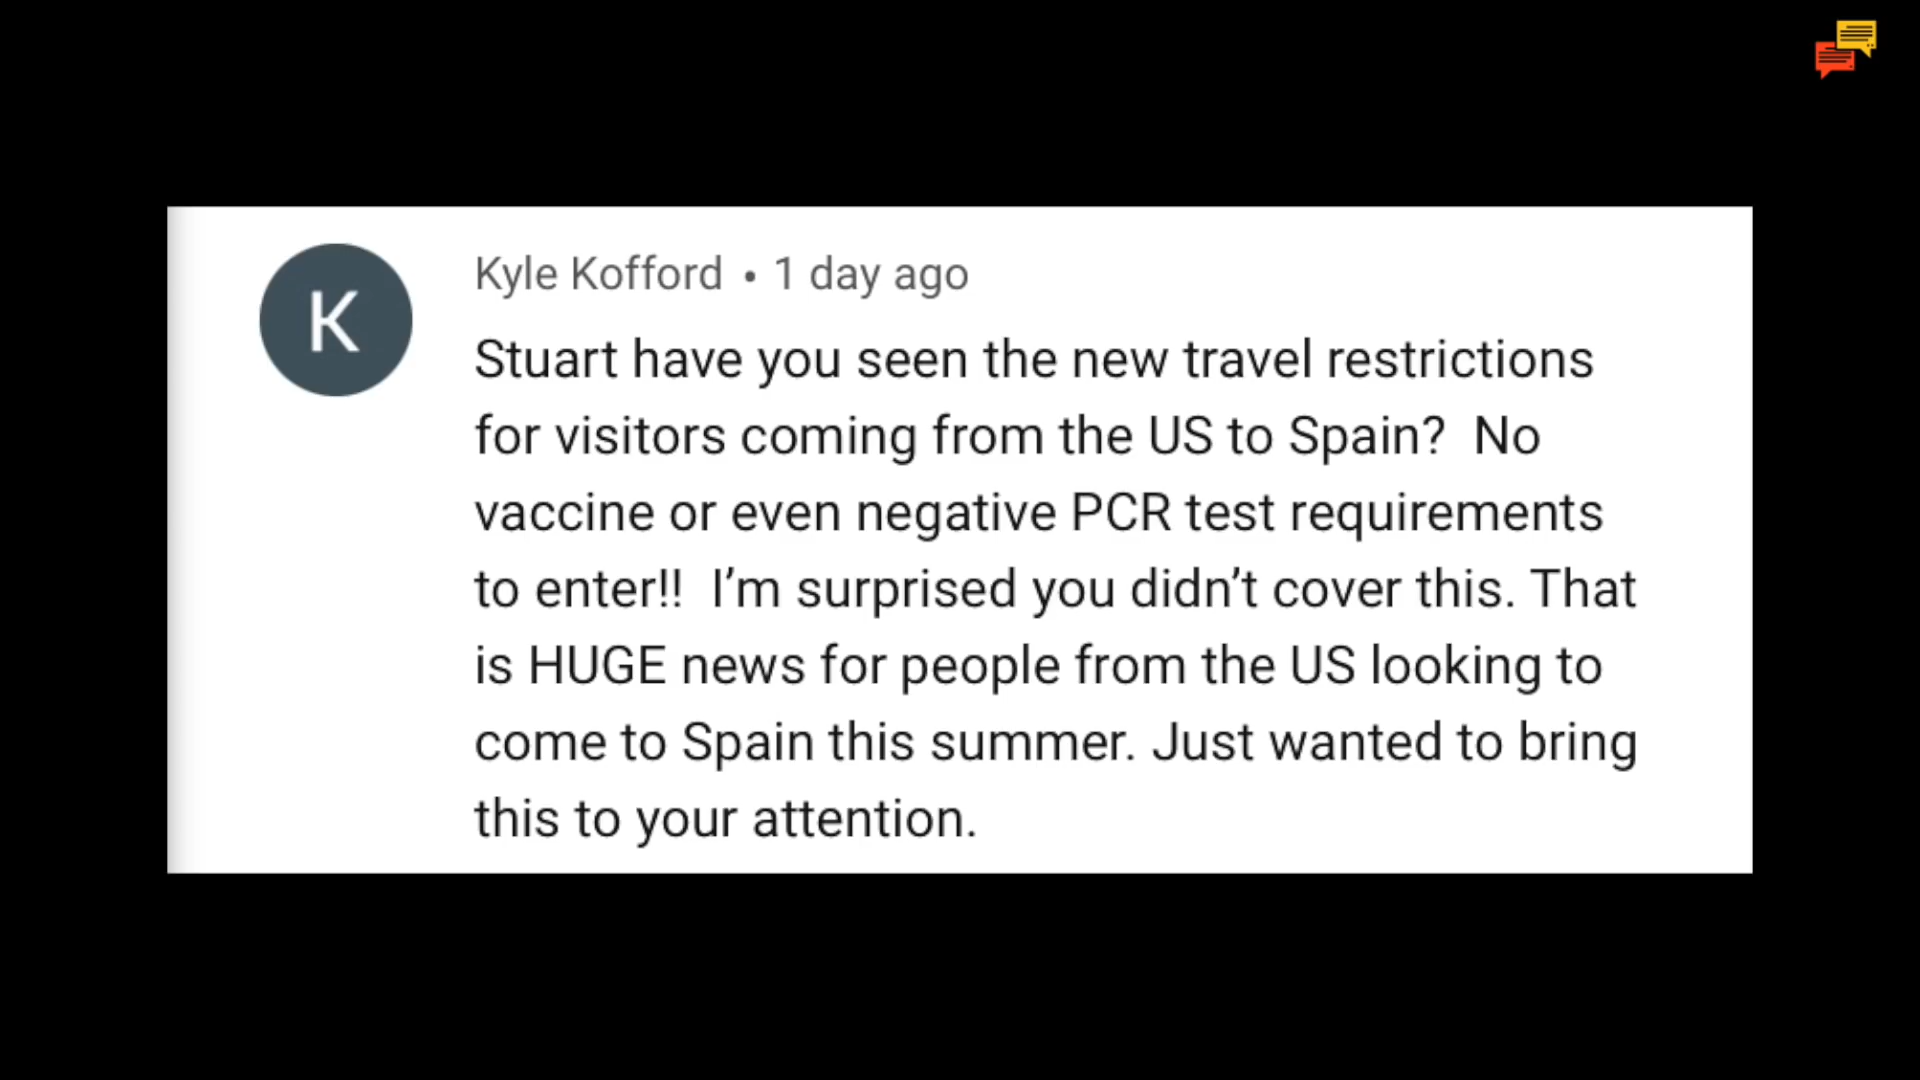 K
Kyle Kofford • 1 day ago
Stuart have you seen the new travel restrictions
for visitors coming from the US to Spain?  No
vaccine or even negative PCR test requirements
to enter!!  I’m surprised you didn’t cover this. That
is HUGE news for people from the US looking to
come to Spain this summer. Just wanted to bring
this to your attention.